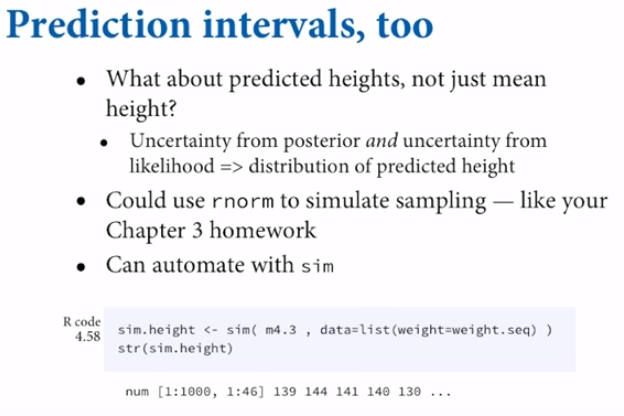 Prediction intervals, too
• What about predicted heights, not just mean
height?
• Uncertainty from posterior and uncertainty from
likelihood => distribution of predicted height
• Could use rnorm to simulate sampling — like your
Chapter 3 homework
• Can automate with sim
R code
4.58
sim.height <- sim( m4.3 , data=list(weight=weight.seq) )
str(sim.height)
num [1:1000, 1:46] 139 144 141 140 130 ...